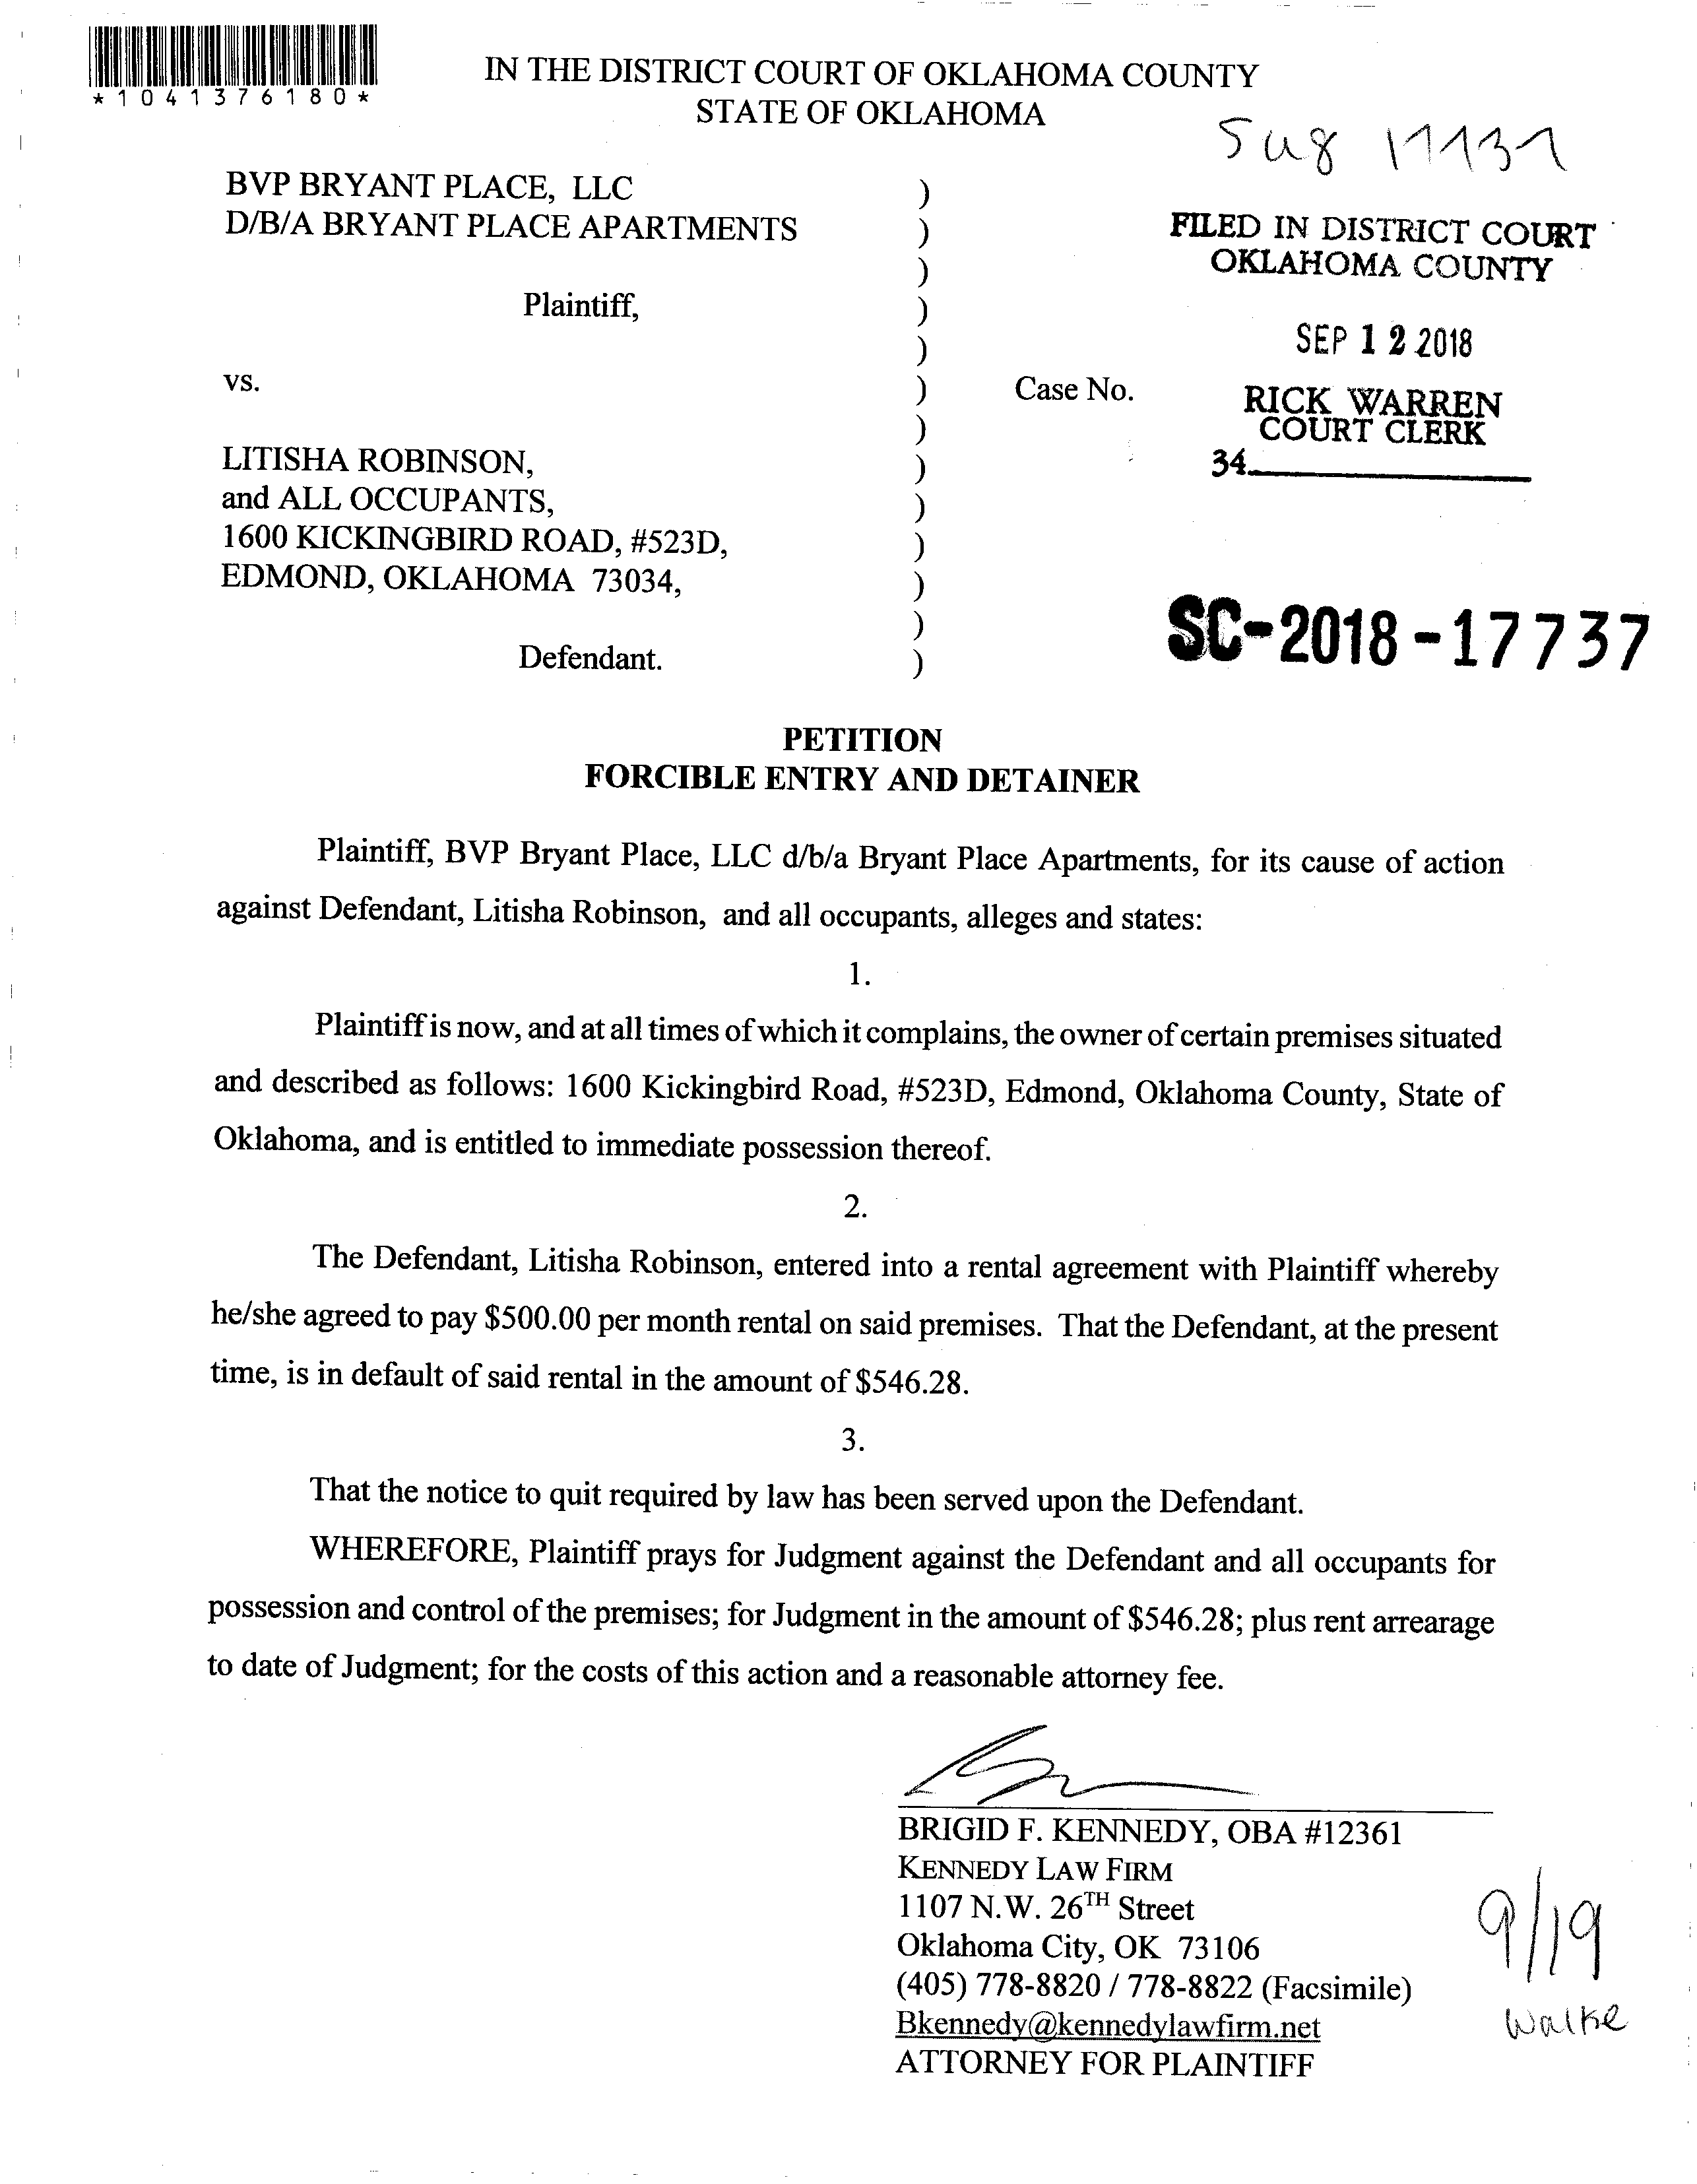 *1041376180*
IN THE DISTRICT COURT OF OKLAHOMA COUNTY
STATE OF OKLAHOMA
BVP BRYANT PLACE, LLC )
D/B/A BRYANT PLACE APARTMENTS )
)
Plaintiff, )
)
vs. ) Case No.
)
LITISHA ROBINSON, )
and ALL OCCUPANTS, )
1600 KICKINGBIRD ROAD, #523D, )
EDMOND, OKLAHOMA 73034, )
)
Defendant. )
FILED IN DISTRICT COURT
OKLAHOMA COUNTY
SEP 12 2018
RICK WARREN
COURT CLERK
34.
SC-2018-17737
PETITION
FORCIBLE ENTRY AND DETAINER
Plaintiff, BVP Bryant Place, LLC d/b/a Bryant Place Apartments, for its cause of action
against Defendant, Litisha Robinson, and all occupants, alleges and states:
1.
Plaintiff is now, and at all times of which it complains, the owner of certain premises situated
and described as follows: 1600 Kickingbird Road, #523D, Edmond, Oklahoma County, State of
Oklahoma, and is entitled to immediate possession thereof.
2.
The Defendant, Litisha Robinson, entered into a rental agreement with Plaintiff whereby
he/she agreed to pay $500.00 per month rental on said premises. That the Defendant, at the present
time, is in default of said rental in the amount of $546.28.
3.
That the notice to quit required by law has been served upon the Defendant.
WHEREFORE, Plaintiff prays for Judgment against the Defendant and all occupants for
possession and control of the premises; for Judgment in the amount of $546.28; plus rent arrearage
to date of Judgment; for the costs of this action and a reasonable attorney fee.
BRIGID F. KENNEDY, OBA #12361
KENNEDY LAW FIRM
1107 N.W. 26TH Street
Oklahoma City, OK 73106
(405) 778-8820 / 778-8822 (Facsimile)
Bkennedy@kennedylawfirm.net
ATTORNEY FOR PLAINTIFF
9/19
Walke